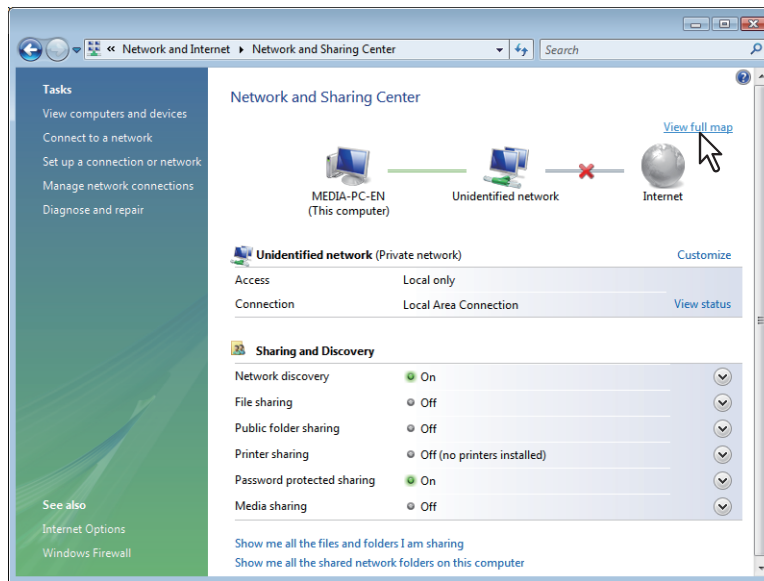 « Network and Internet ▸ Network and Sharing Center
Search
Tasks
View computers and devices
Connect to a network
Set up a connection or network
Manage network connections
Diagnose and repair
See also
Internet Options
Windows Firewall
Network and Sharing Center
View full map
MEDIA-PC-EN
(This computer)
Unidentified network
Internet
Unidentified network (Private network)
Customize
Access Local only
Connection Local Area Connection View status
Sharing and Discovery
Network discovery On
File sharing Off
Public folder sharing Off
Printer sharing Off (no printers installed)
Password protected sharing On
Media sharing Off
Show me all the files and folders I am sharing
Show me all the shared network folders on this computer